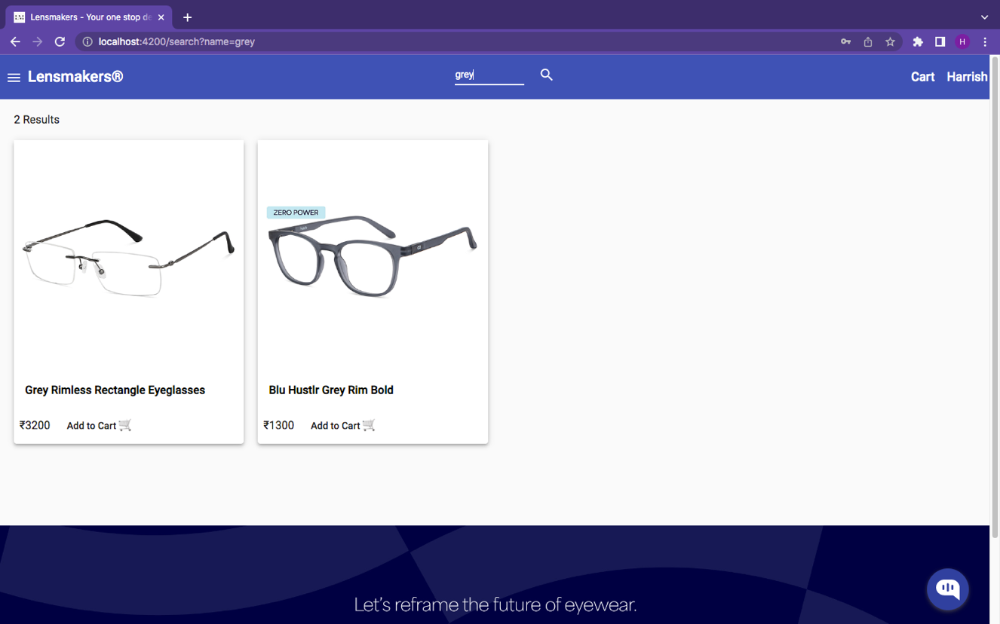 Lensmakers - Your one stop de
localhost:4200/search?name=grey
H
Lensmakers®
grey
Cart
Harrish
2 Results
ZERO POWER
Grey Rimless Rectangle Eyeglasses
Blu Hustlr Grey Rim Bold
₹3200
Add to Cart
₹1300
Add to Cart
Let's reframe the future of eyewear.